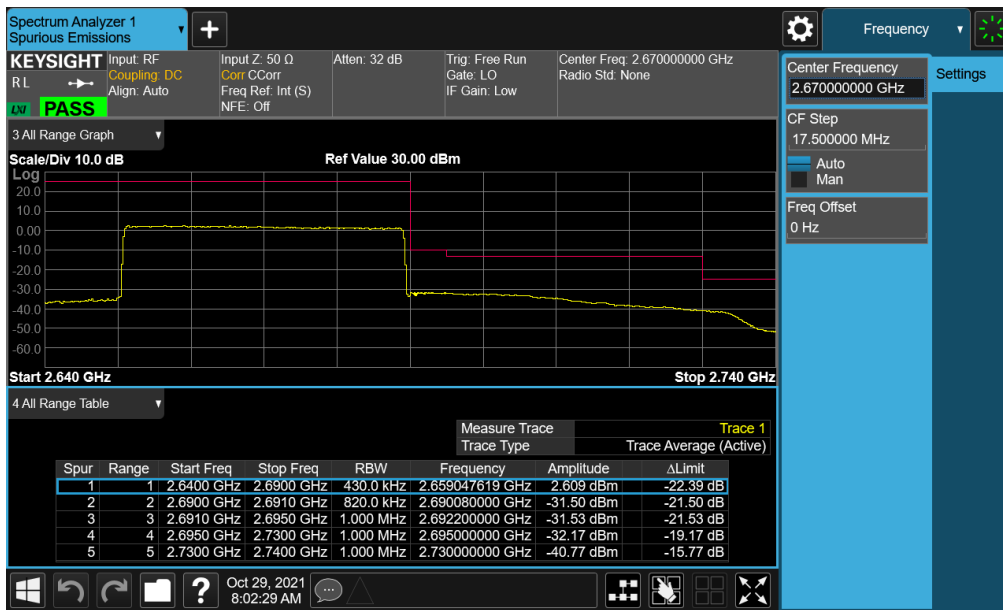 Spectrum Analyzer 1
Spurious Emissions
+
Frequency
KEYSIGHT
R L
LXI
PASS
Input: RF
Coupling: DC
Align: Auto
Input Z: 50 Ω
Corr CCorr
Freq Ref: Int (S)
NFE: Off
Atten: 32 dB
Trig: Free Run
Gate: LO
IF Gain: Low
Center Freq: 2.670000000 GHz
Radio Std: None
Center Frequency
2.670000000 GHz
Settings
CF Step
17.500000 MHz
Auto
Man
Freq Offset
0 Hz
3 All Range Graph
Scale/Div 10.0 dB Ref Value 30.00 dBm
Log
20.0
10.0
0.00
-10.0
-20.0
-30.0
-40.0
-50.0
-60.0
Start 2.640 GHz Stop 2.740 GHz
4 All Range Table
Measure Trace Trace 1
Trace Type Trace Average (Active)
Spur Range Start Freq Stop Freq RBW Frequency Amplitude ΔLimit
1 1 2.6400 GHz 2.6900 GHz 430.0 kHz 2.659047619 GHz 2.609 dBm -22.39 dB
2 2 2.6900 GHz 2.6910 GHz 820.0 kHz 2.690080000 GHz -31.50 dBm -21.50 dB
3 3 2.6910 GHz 2.6950 GHz 1.000 MHz 2.692200000 GHz -31.53 dBm -21.53 dB
4 4 2.6950 GHz 2.7300 GHz 1.000 MHz 2.695000000 GHz -32.17 dBm -19.17 dB
5 5 2.7300 GHz 2.7400 GHz 1.000 MHz 2.730000000 GHz -40.77 dBm -15.77 dB
?
Oct 29, 2021
8:02:29 AM